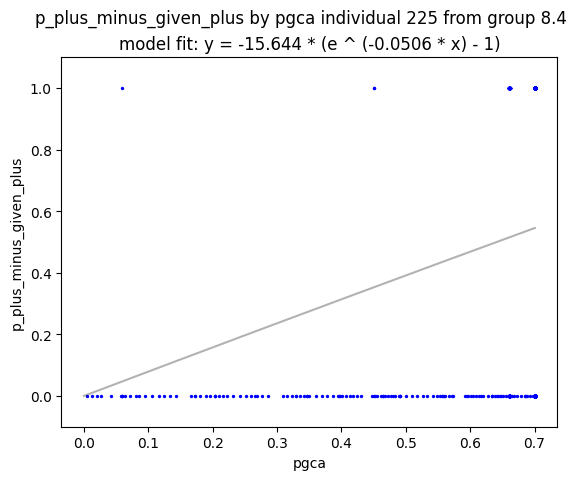 p_plus_minus_given_plus by pgca individual 225 from group 8.4
model fit: y = -15.644 * (e ^ (-0.0506 * x) - 1)
1.0
0.8
0.6
0.4
0.2
0.0
p_plus_minus_given_plus
0.0 0.1 0.2 0.3 0.4 0.5 0.6 0.7
pgca